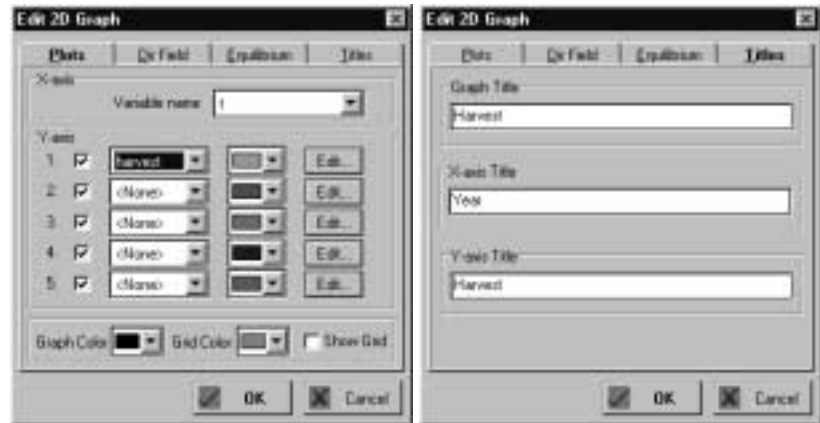 Edit 2D Graph
Plots Dir Field Equilibrium Titles
X-axis
Variable name t
Y-axis
1 harvest Edit...
2 <None> Edit...
3 <None> Edit...
4 <None> Edit...
5 <None> Edit...
Graph Color Grid Color Show Grid
OK Cancel
Edit 2D Graph
Plots Dir Field Equilibrium Titles
Graph Title
Harvest
X-axis Title
Year
Y-axis Title
Harvest
OK Cancel